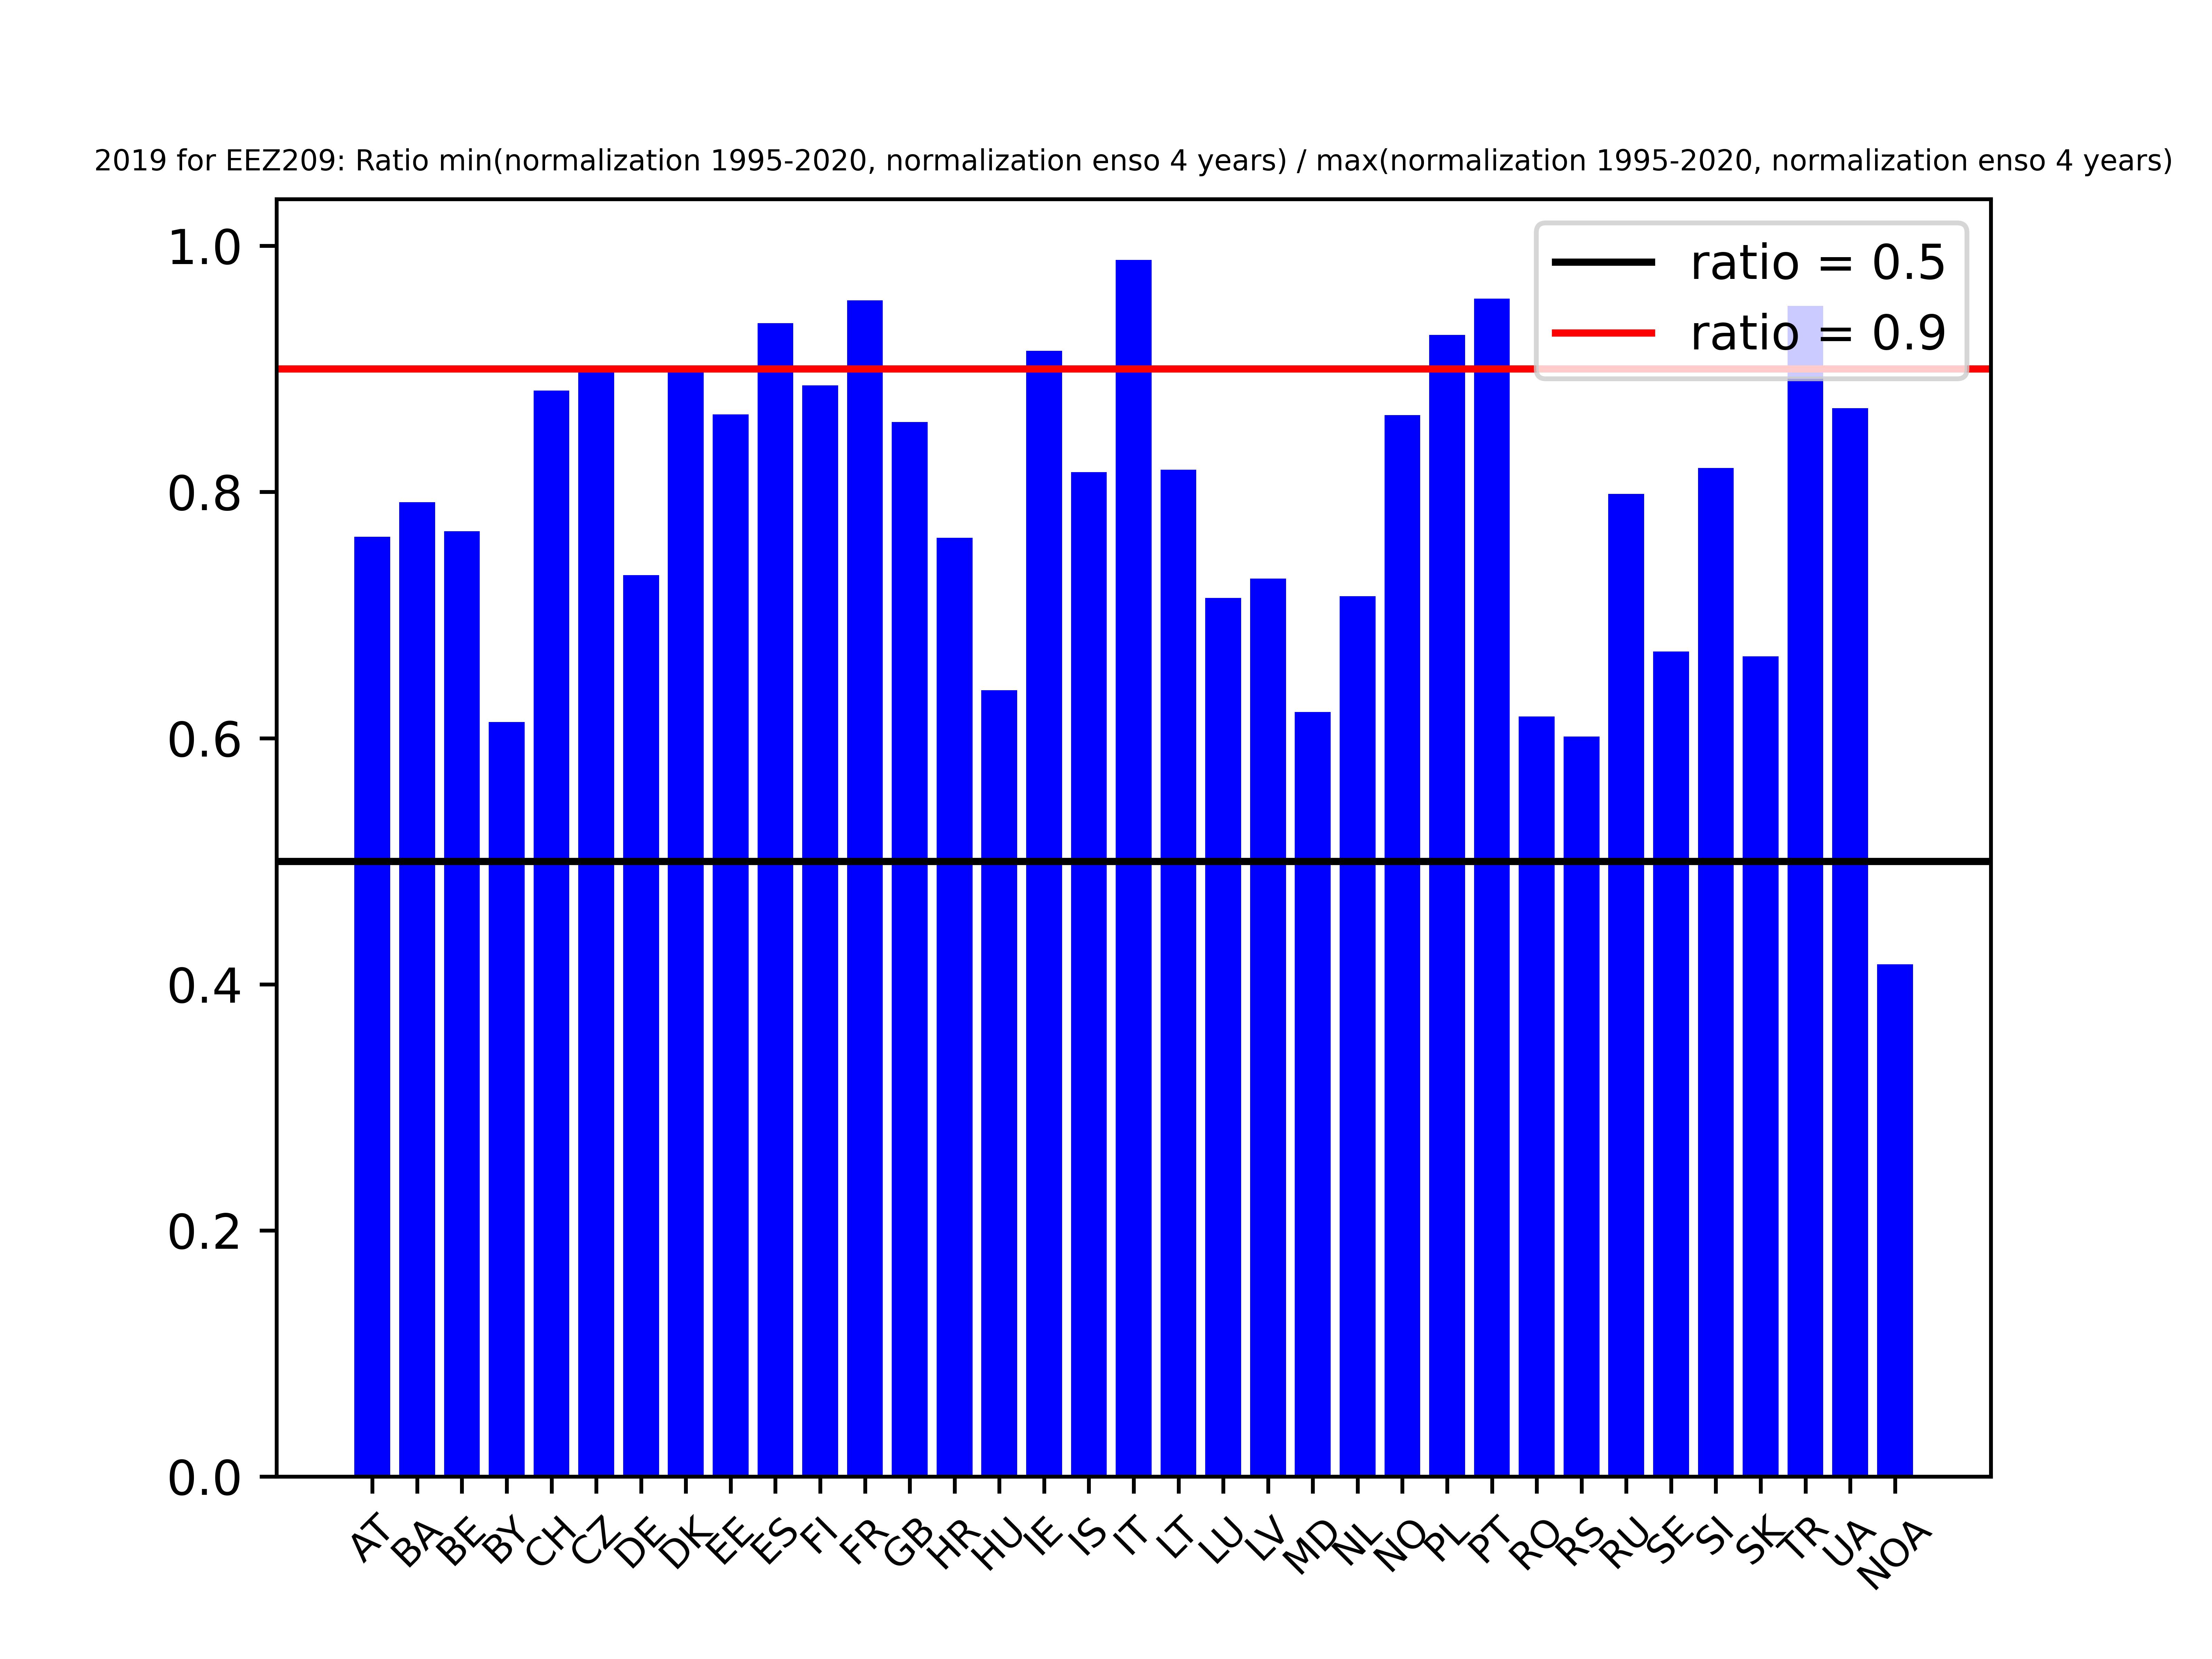 2019 for EEZ209: Ratio min(normalization 1995-2020, normalization enso 4 years) / max(normalization 1995-2020, normalization enso 4 years)
ratio = 0.5
ratio = 0.9
1.0
0.8
0.6
0.4
0.2
0.0
AT BA BE BY CH CZ DE DK EE ES FI FR GB HR HU IE IS IT LT LU LV MD NL NO PL PT RO RS RU SE SI SK TR UA NOA